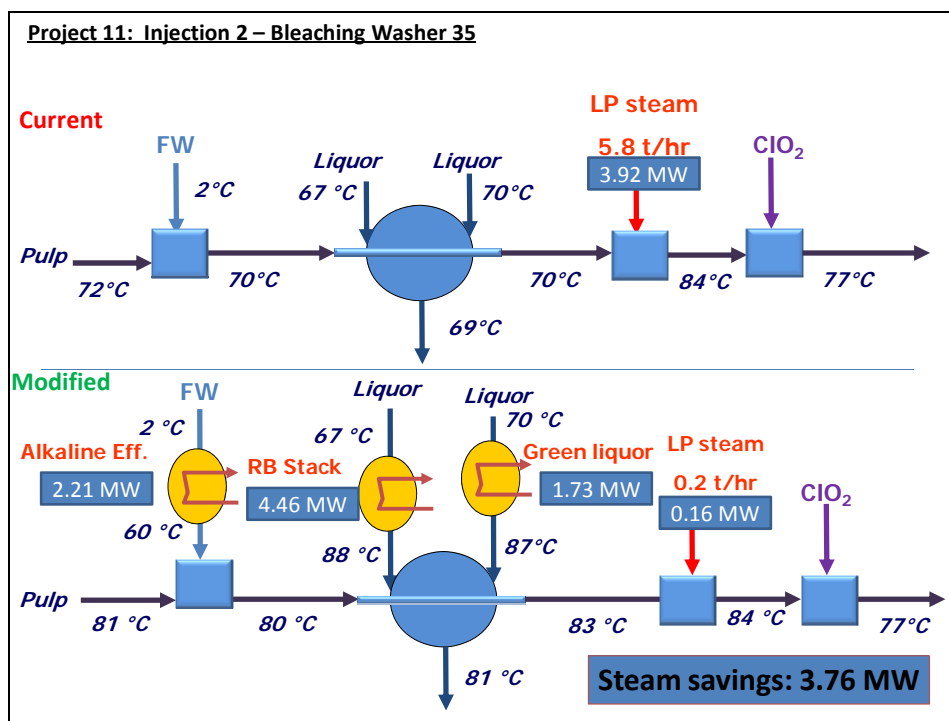 Project 11: Injection 2 – Bleaching Washer 35
Current
FW
2°C
Liquor
67 °C
Liquor
70°C
LP steam
5.8 t/hr
3.92 MW
ClO₂
Pulp
72°C
70°C
70°C
84°C
77°C
69°C
Modified
FW
2 °C
Liquor
67 °C
Liquor
70 °C
Alkaline Eff.
2.21 MW
RB Stack
4.46 MW
Green liquor
1.73 MW
LP steam
0.2 t/hr
0.16 MW
ClO₂
60 °C
88 °C
87°C
Pulp
81 °C
80 °C
83 °C
84 °C
77°C
81 °C
Steam savings: 3.76 MW